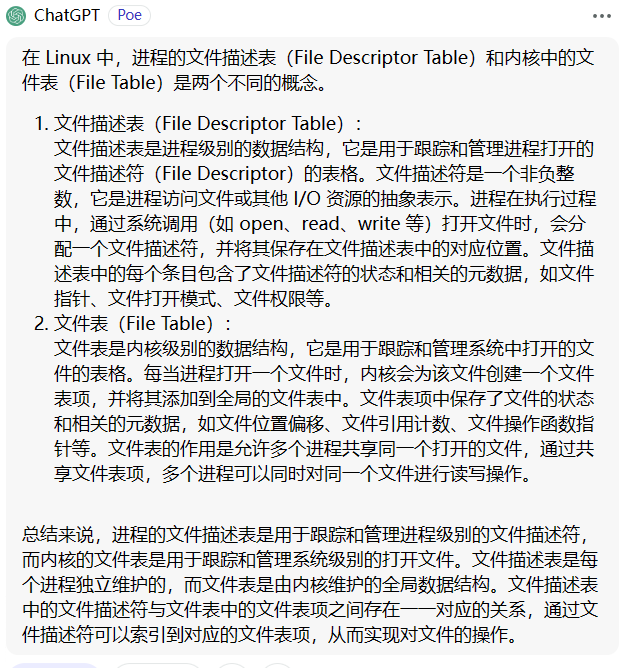 ChatGPT Poe
在 Linux 中，进程的文件描述表（File Descriptor Table）和内核中的文
件表（File Table）是两个不同的概念。
1. 文件描述表（File Descriptor Table）：
文件描述表是进程级别的数据结构，它是用于跟踪和管理进程打开的
文件描述符（File Descriptor）的表格。文件描述符是一个非负整
数，它是进程访问文件或其他 I/O 资源的抽象表示。进程在执行过程
中，通过系统调用（如 open、read、write 等）打开文件时，会分
配一个文件描述符，并将其保存在文件描述表中的对应位置。文件描
述表中的每个条目包含了文件描述符的状态和相关的元数据，如文件
指针、文件打开模式、文件权限等。
2. 文件表（File Table）：
文件表是内核级别的数据结构，它是用于跟踪和管理系统中打开的文
件的表格。每当进程打开一个文件时，内核会为该文件创建一个文件
表项，并将其添加到全局的文件表中。文件表项中保存了文件的状态
和相关的元数据，如文件位置偏移、文件引用计数、文件操作函数指
针等。文件表的作用是允许多个进程共享同一个打开的文件，通过共
享文件表项，多个进程可以同时对同一个文件进行读写操作。
总结来说，进程的文件描述表是用于跟踪和管理进程级别的文件描述符，
而内核的文件表是用于跟踪和管理系统级别的打开文件。文件描述表是每
个进程独立维护的，而文件表是由内核维护的全局数据结构。文件描述表
中的文件描述符与文件表中的文件表项之间存在一一对应的关系，通过文
件描述符可以索引到对应的文件表项，从而实现对文件的操作。